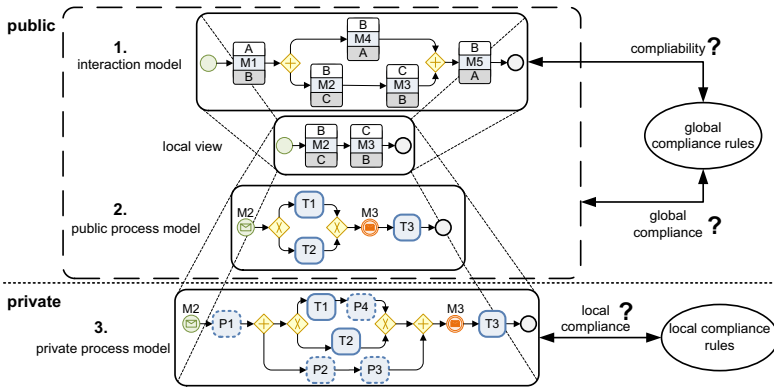 public
1.
interaction model
A
M1
B
B
M4
A
B
M2
C
C
M3
B
B
M5
A
compliability ?
global
compliance rules
local view
B
M2
C
C
M3
B
2.
public process model
M2
T1
T2
M3
T3
global
compliance ?
private
3.
private process model
M2
P1
T1
P4
T2
P2
P3
M3
T3
local
compliance ?
local compliance
rules